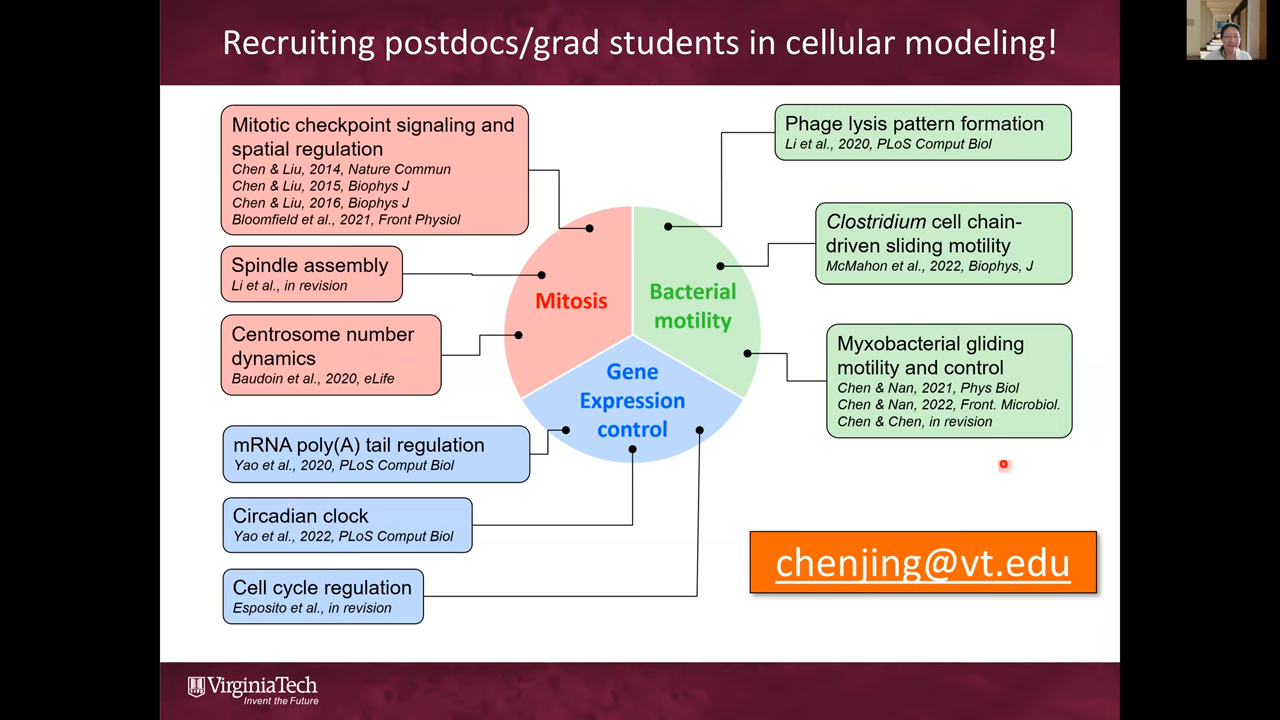 Recruiting postdocs/grad students in cellular modeling!
Mitotic checkpoint signaling and
spatial regulation
Chen & Liu, 2014, Nature Commun
Chen & Liu, 2015, Biophys J
Chen & Liu, 2016, Biophys J
Bloomfield et al., 2021, Front Physiol
Spindle assembly
Li et al., in revision
Centrosome number
dynamics
Baudoin et al., 2020, eLife
mRNA poly(A) tail regulation
Yao et al., 2020, PLoS Comput Biol
Circadian clock
Yao et al., 2022, PLoS Comput Biol
Cell cycle regulation
Esposito et al., in revision
Mitosis
Bacterial
motility
Gene
Expression
control
Phage lysis pattern formation
Li et al., 2020, PLoS Comput Biol
Clostridium cell chain-
driven sliding motility
McMahon et al., 2022, Biophys, J
Myxobacterial gliding
motility and control
Chen & Nan, 2021, Phys Biol
Chen & Nan, 2022, Front. Microbiol.
Chen & Chen, in revision
chenjing@vt.edu
VirginiaTech
Invent the Future